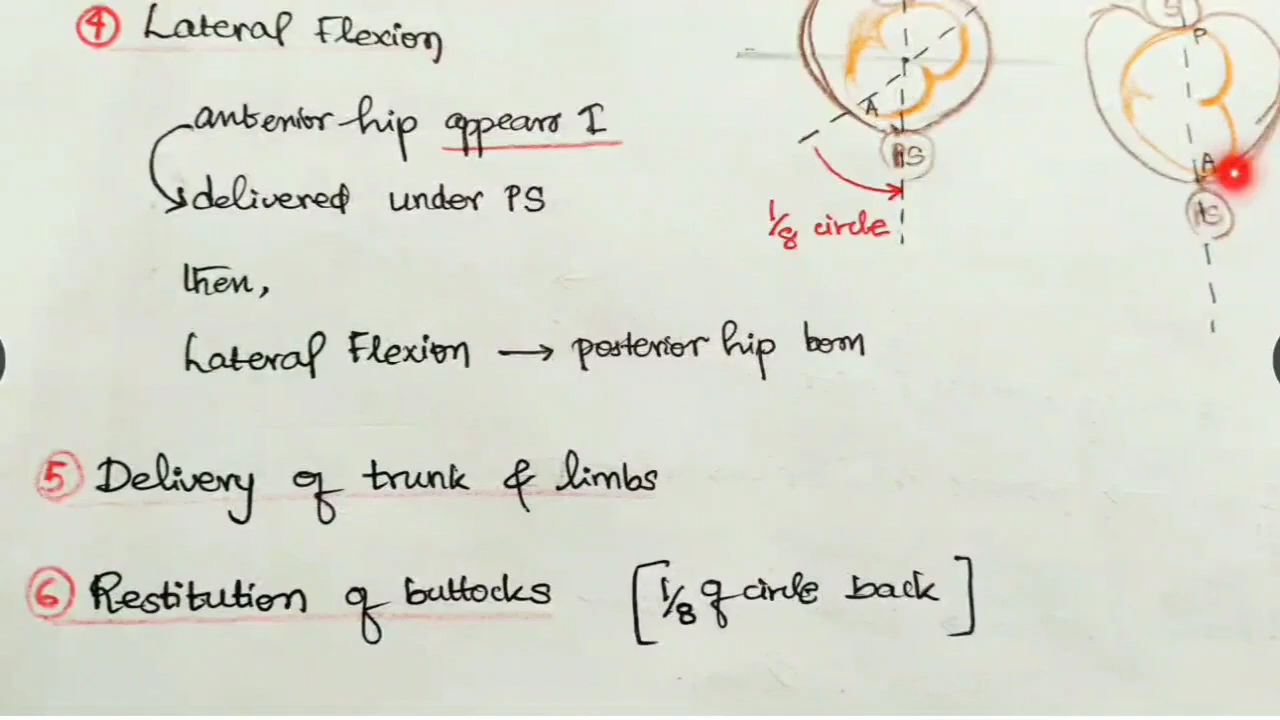 ④ Lateral Flexion
anterior hip appears I
delivered under PS
then,
Lateral Flexion → posterior hip born
⑤ Delivery of trunk & limbs
⑥ Restitution of buttocks [1/8 of circle back]
A
PS
1/8 circle
S
P
A
PS